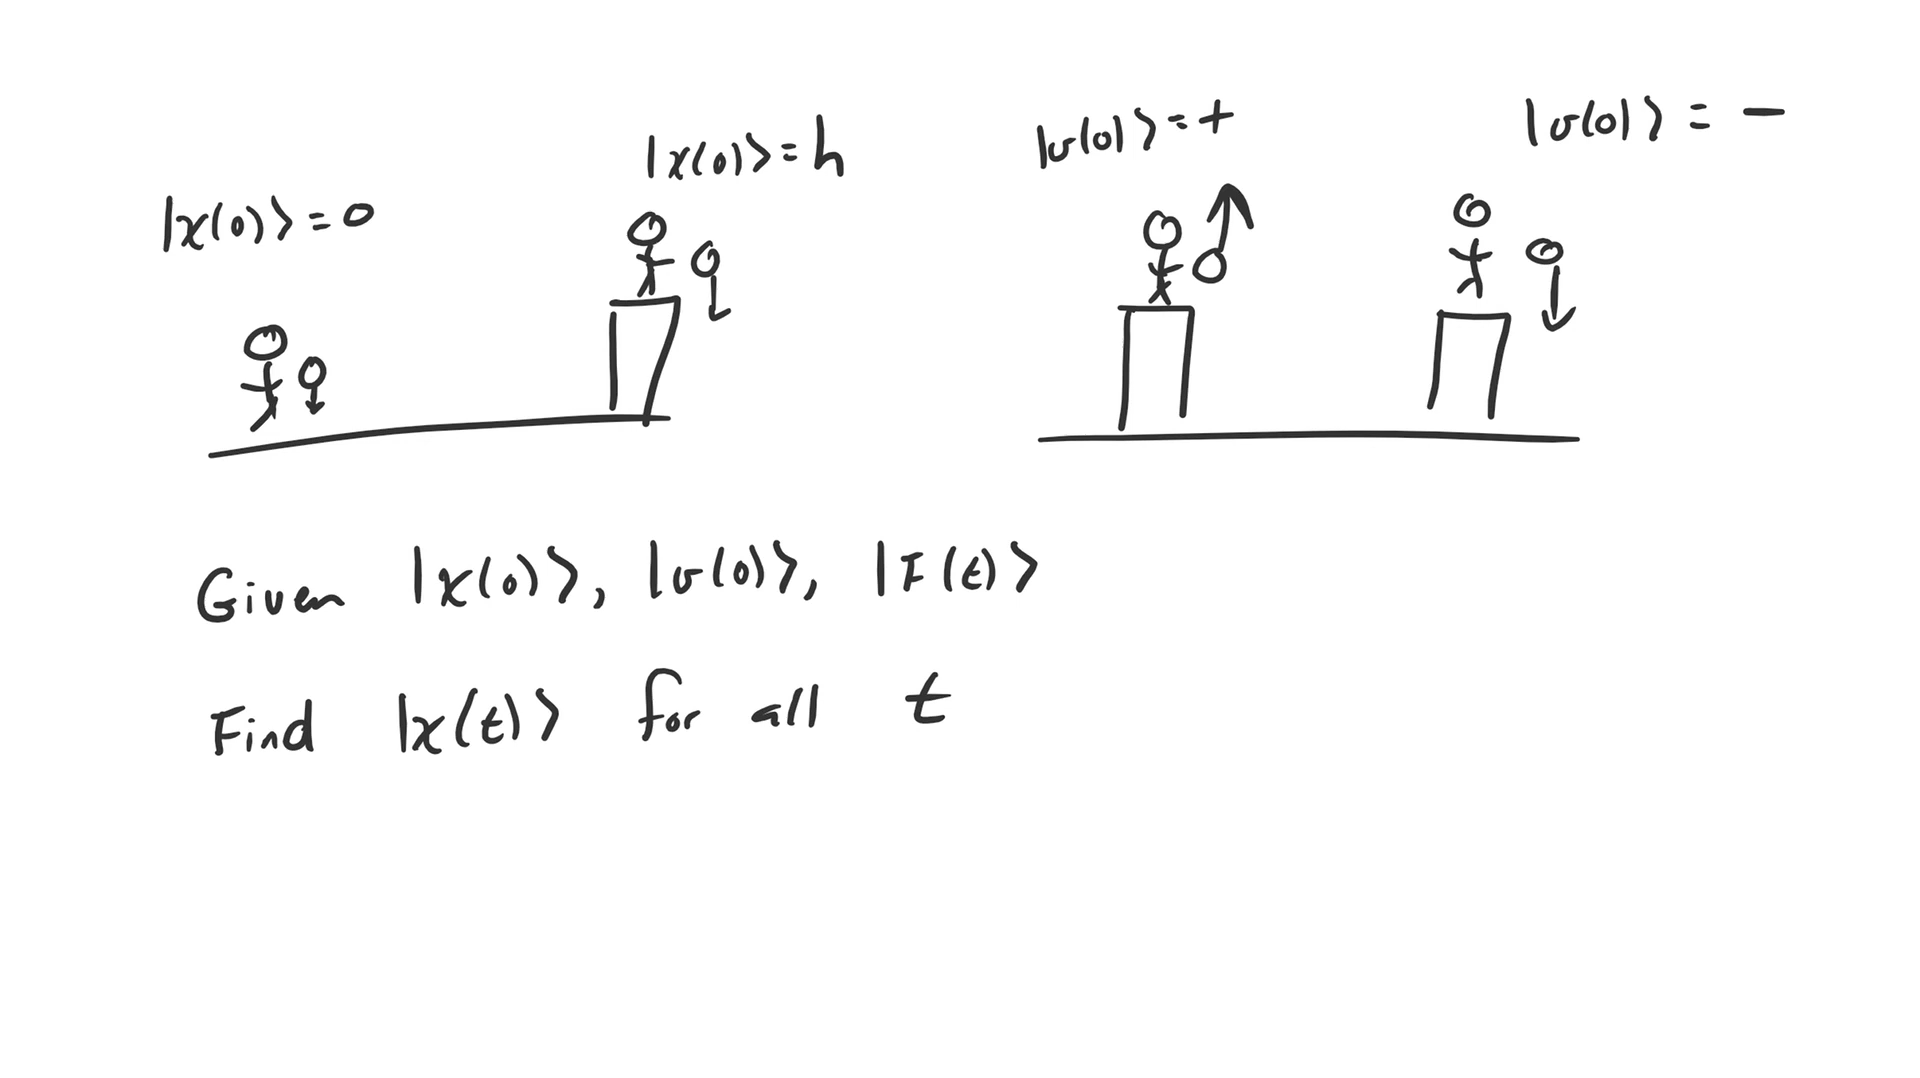 |x(0)⟩ = 0
|x(0)⟩ = h
|v(0)⟩ = +
|v(0)⟩ = -
Given |x(0)⟩, |v(0)⟩, |F(t)⟩
Find |x(t)⟩ for all t